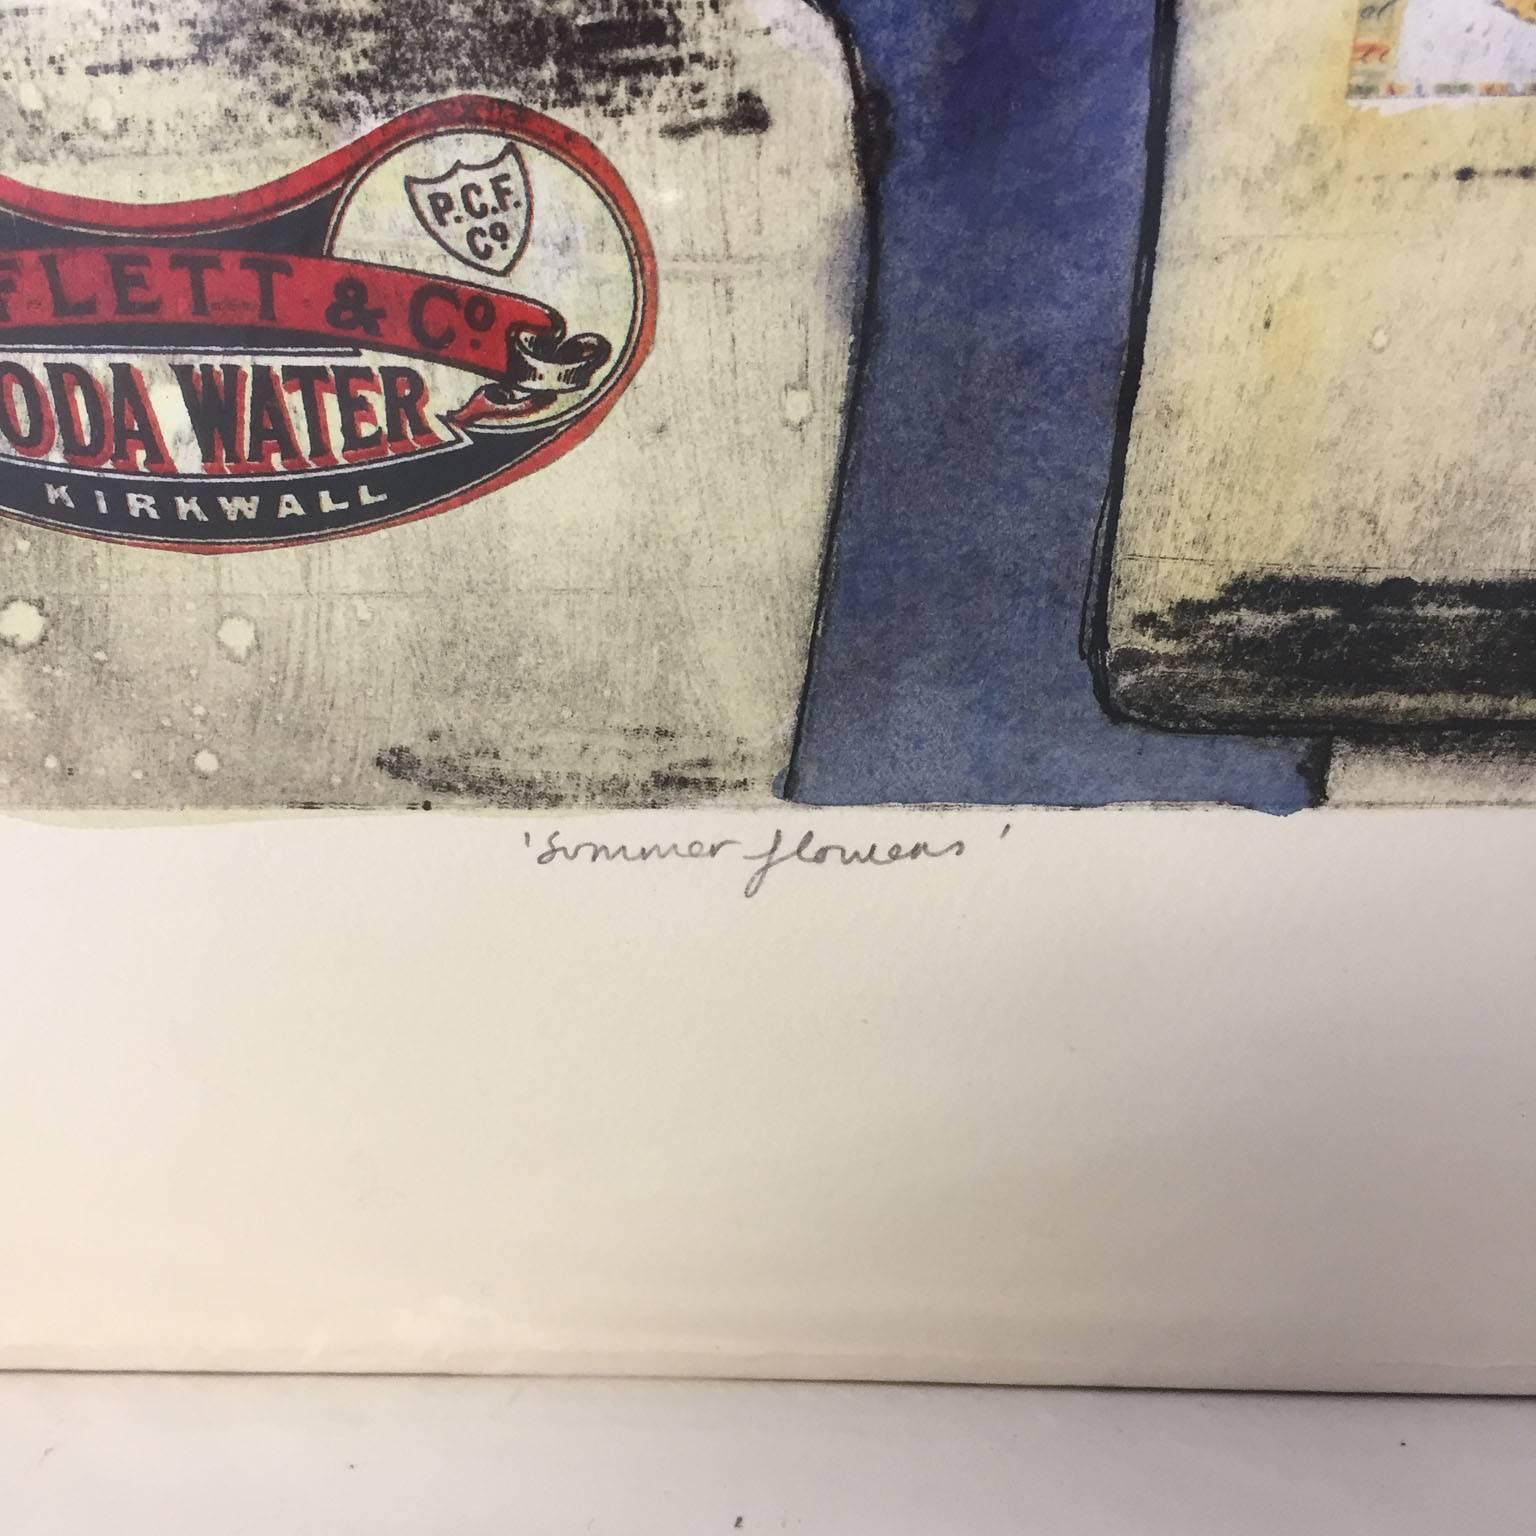 P.C.F.
Co
FLETT & Co
ODA WATER
KIRKWALL
'Summer flowers'